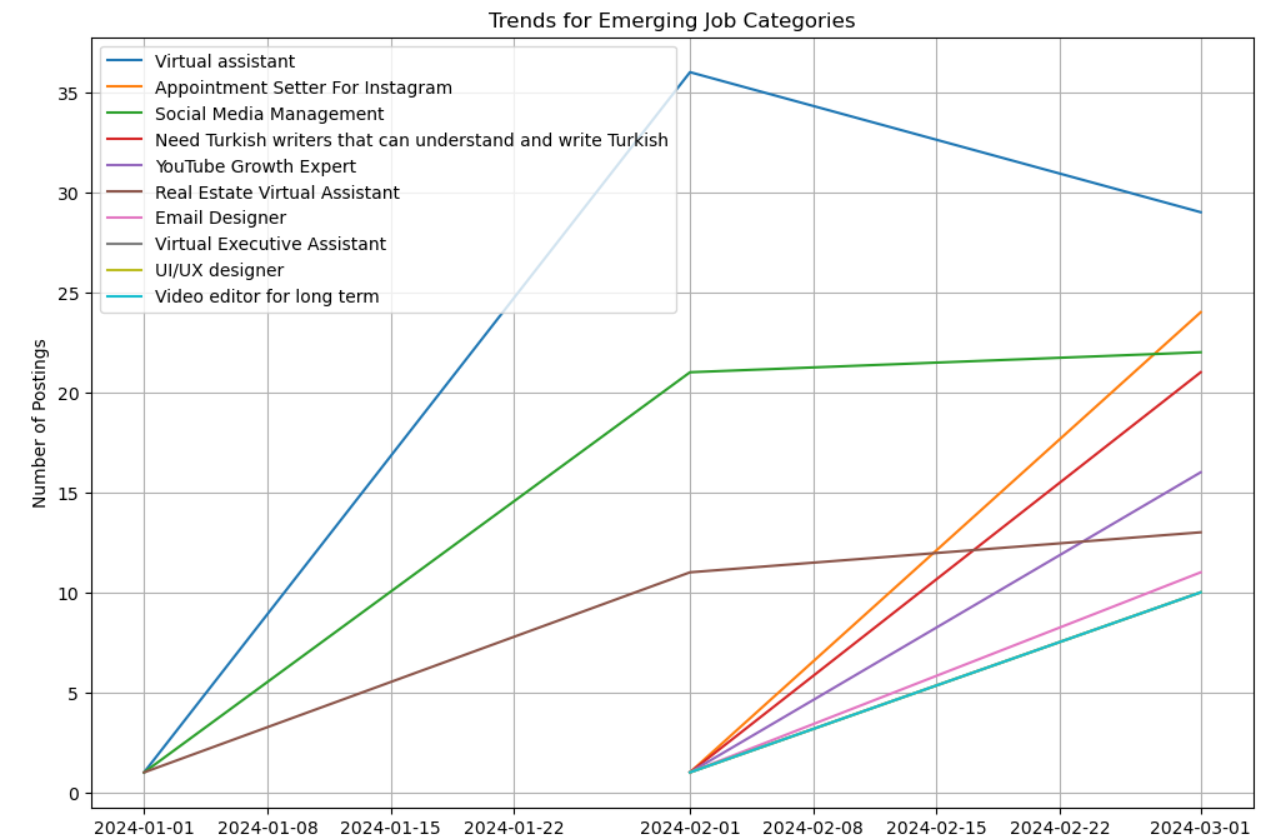 Trends for Emerging Job Categories
Virtual assistant
Appointment Setter For Instagram
Social Media Management
Need Turkish writers that can understand and write Turkish
YouTube Growth Expert
Real Estate Virtual Assistant
Email Designer
Virtual Executive Assistant
UI/UX designer
Video editor for long term
Number of Postings
35
30
25
20
15
10
5
0
2024-01-01 2024-01-08 2024-01-15 2024-01-22 2024-02-01 2024-02-08 2024-02-15 2024-02-22 2024-03-01